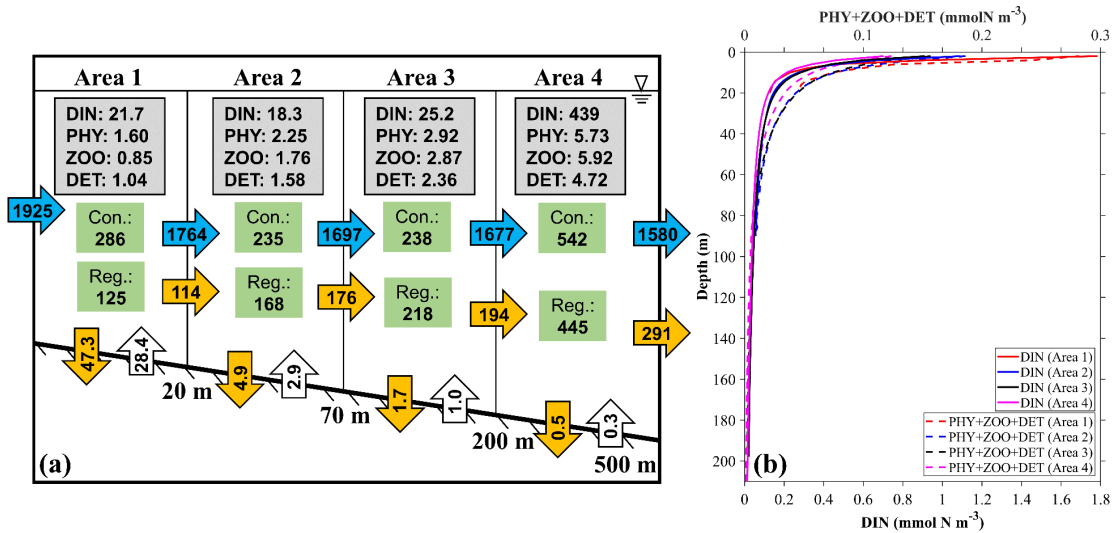 Area 1
Area 2
Area 3
Area 4
DIN: 21.7
PHY: 1.60
ZOO: 0.85
DET: 1.04
DIN: 18.3
PHY: 2.25
ZOO: 1.76
DET: 1.58
DIN: 25.2
PHY: 2.92
ZOO: 2.87
DET: 2.36
DIN: 439
PHY: 5.73
ZOO: 5.92
DET: 4.72
1925
Con.:
286
1764
Con.:
235
1697
Con.:
238
1677
Con.:
542
1580
Reg.:
125
114
Reg.:
168
176
Reg.:
218
194
Reg.:
445
291
47.3
28.4
20 m
4.9
2.9
70 m
1.7
1.0
200 m
0.5
0.3
500 m
(a)
PHY+ZOO+DET (mmolN m-3)
0
0.1
0.2
0.3
0
20
40
60
80
100
120
140
160
180
200
Depth (m)
DIN (Area 1)
DIN (Area 2)
DIN (Area 3)
DIN (Area 4)
PHY+ZOO+DET (Area 1)
PHY+ZOO+DET (Area 2)
PHY+ZOO+DET (Area 3)
PHY+ZOO+DET (Area 4)
(b)
0
0.2
0.4
0.6
0.8
1
1.2
1.4
1.6
1.8
DIN (mmol N m-3)